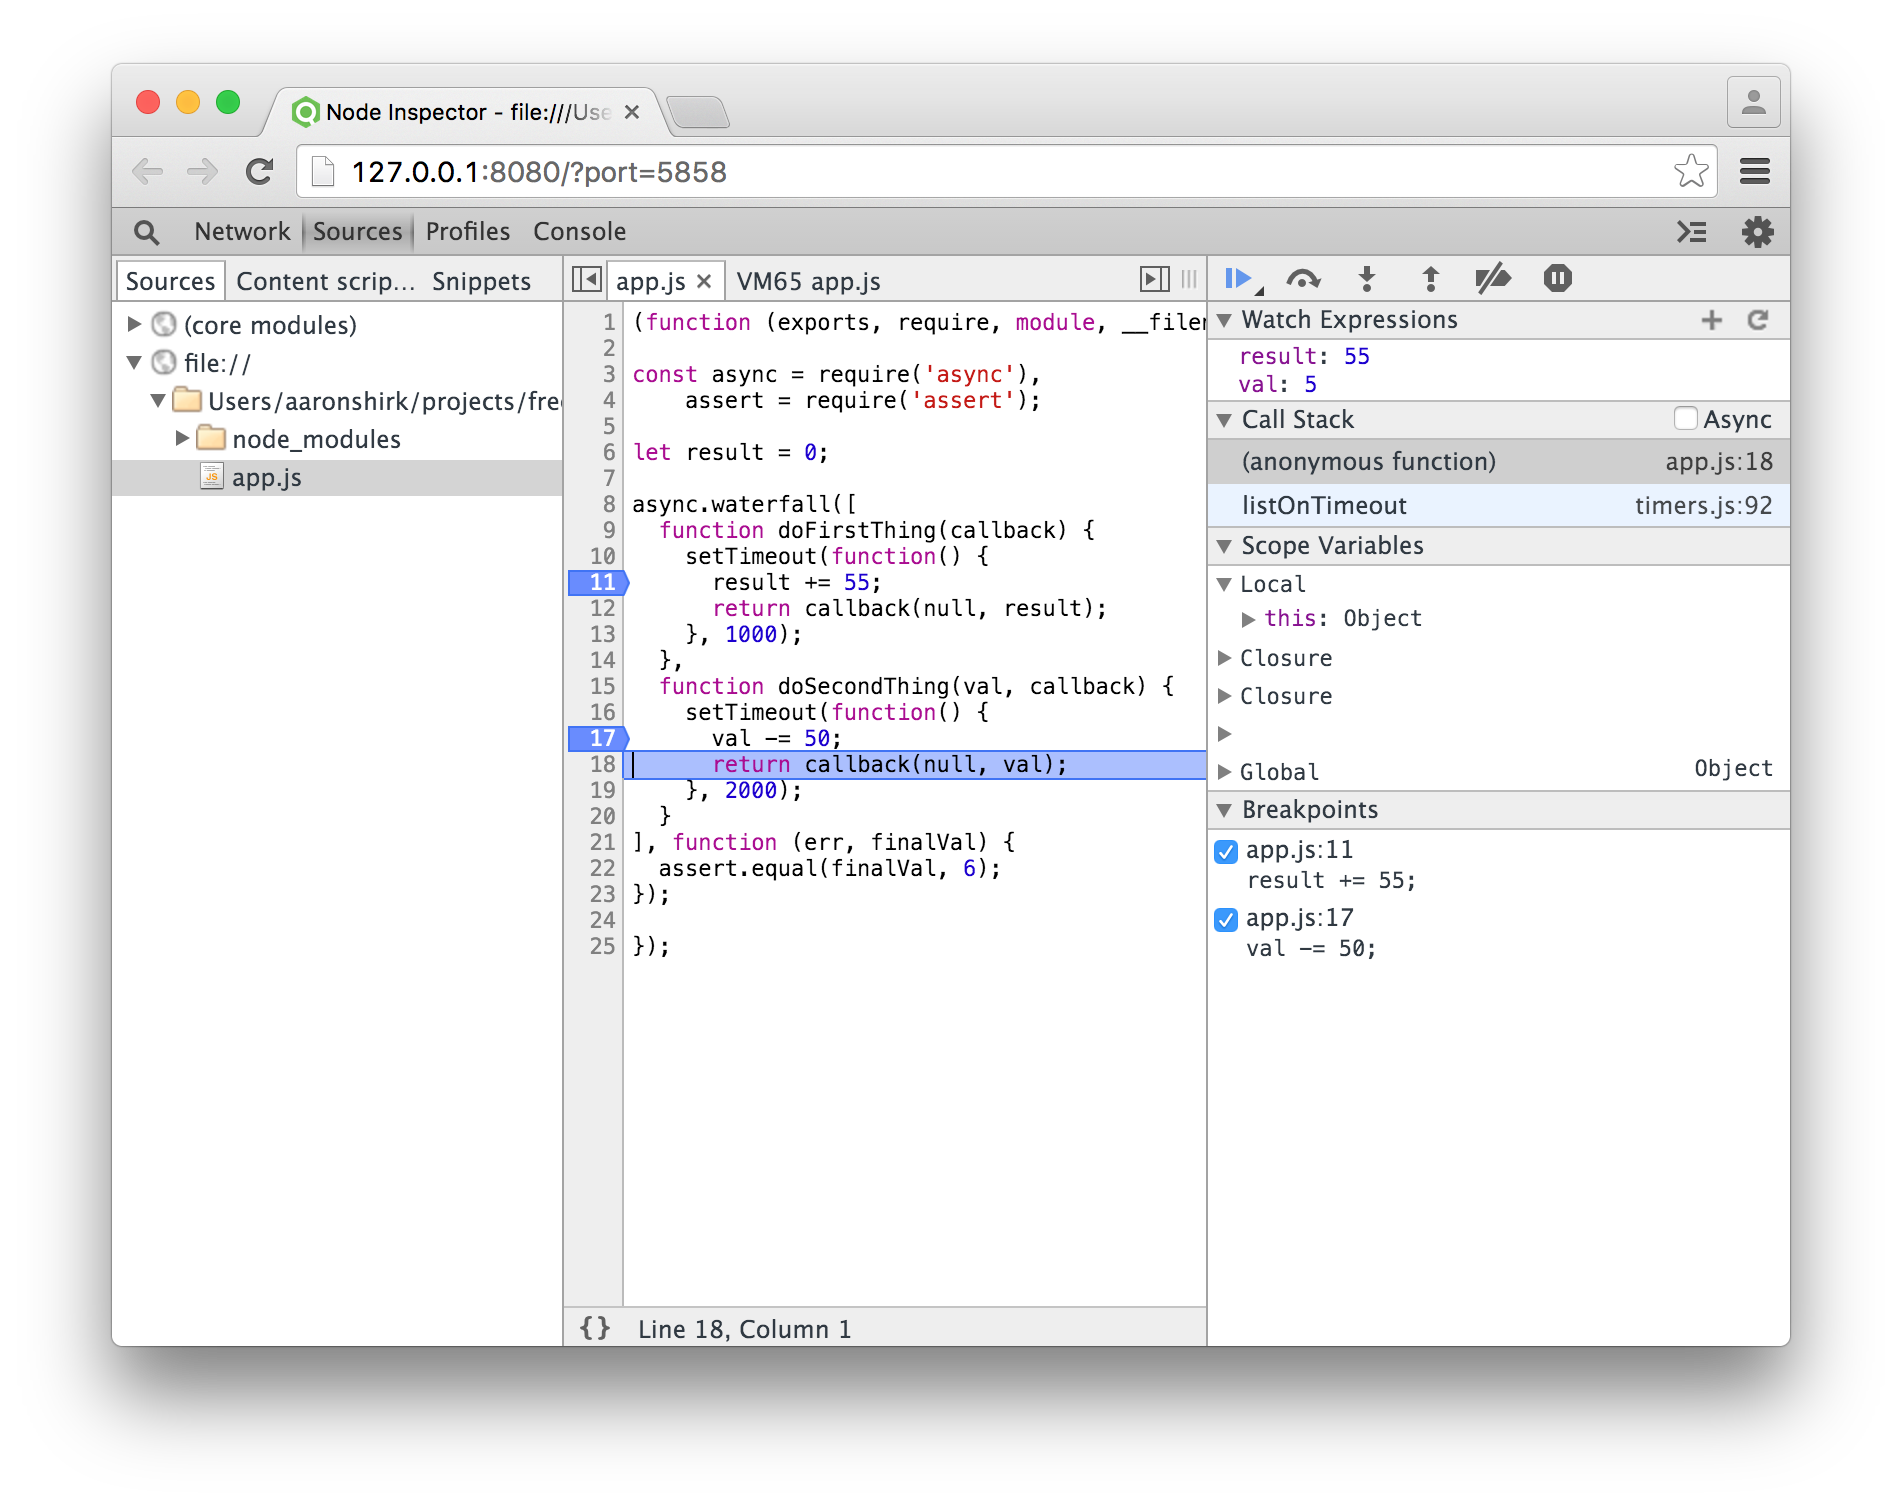 Node Inspector - file:///Use
127.0.0.1:8080/?port=5858
Network Sources Profiles Console
Sources Content scrip... Snippets
(core modules)
file://
Users/aaronshirk/projects/free
node_modules
JS app.js
app.js VM65 app.js
1 (function (exports, require, module, __filen
2
3 const async = require('async'),
4     assert = require('assert');
5
6 let result = 0;
7
8 async.waterfall([
9   function doFirstThing(callback) {
10     setTimeout(function() {
11       result += 55;
12       return callback(null, result);
13     }, 1000);
14   },
15   function doSecondThing(val, callback) {
16     setTimeout(function() {
17       val -= 50;
18       return callback(null, val);
19     }, 2000);
20   }
21 ], function (err, finalVal) {
22   assert.equal(finalVal, 6);
23 });
24
25 });
{} Line 18, Column 1
Watch Expressions
result: 55
val: 5
Call Stack Async
(anonymous function) app.js:18
listOnTimeout timers.js:92
Scope Variables
Local
this: Object
Closure
Closure
Global Object
Breakpoints
app.js:11
result += 55;
app.js:17
val -= 50;